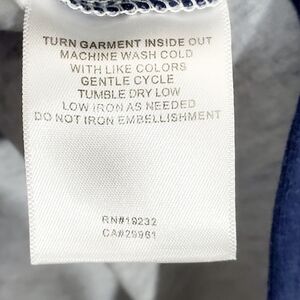 TURN GARMENT INSIDE OUT
MACHINE WASH COLD
WITH LIKE COLORS
GENTLE CYCLE
TUMBLE DRY LOW
LOW IRON AS NEEDED
DO NOT IRON EMBELLISHMENT
RN#19232
CA#29961